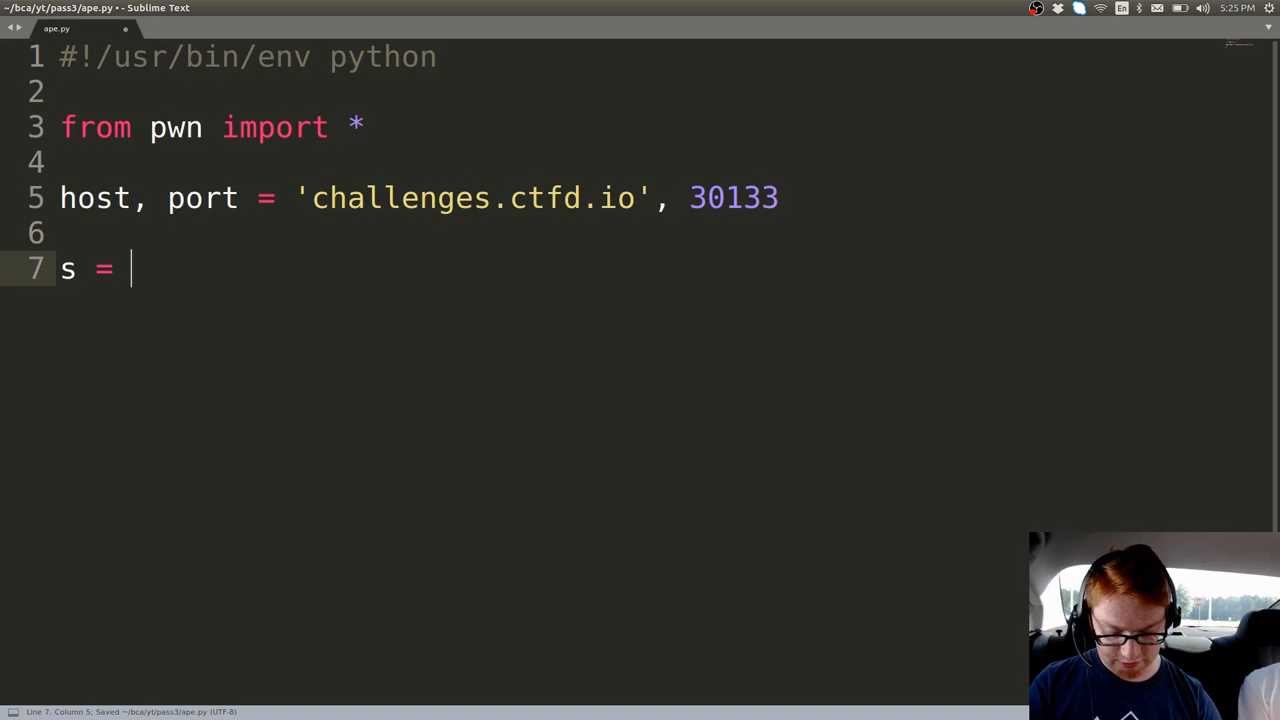 ~/bca/yt/pass3/ape.py • - Sublime Text
En
5:25 PM
ape.py
1 #!/usr/bin/env python
2
3 from pwn import *
4
5 host, port = 'challenges.ctfd.io', 30133
6
7 s =
Line 7, Column 5; Saved ~/bca/yt/pass3/ape.py (UTF-8)